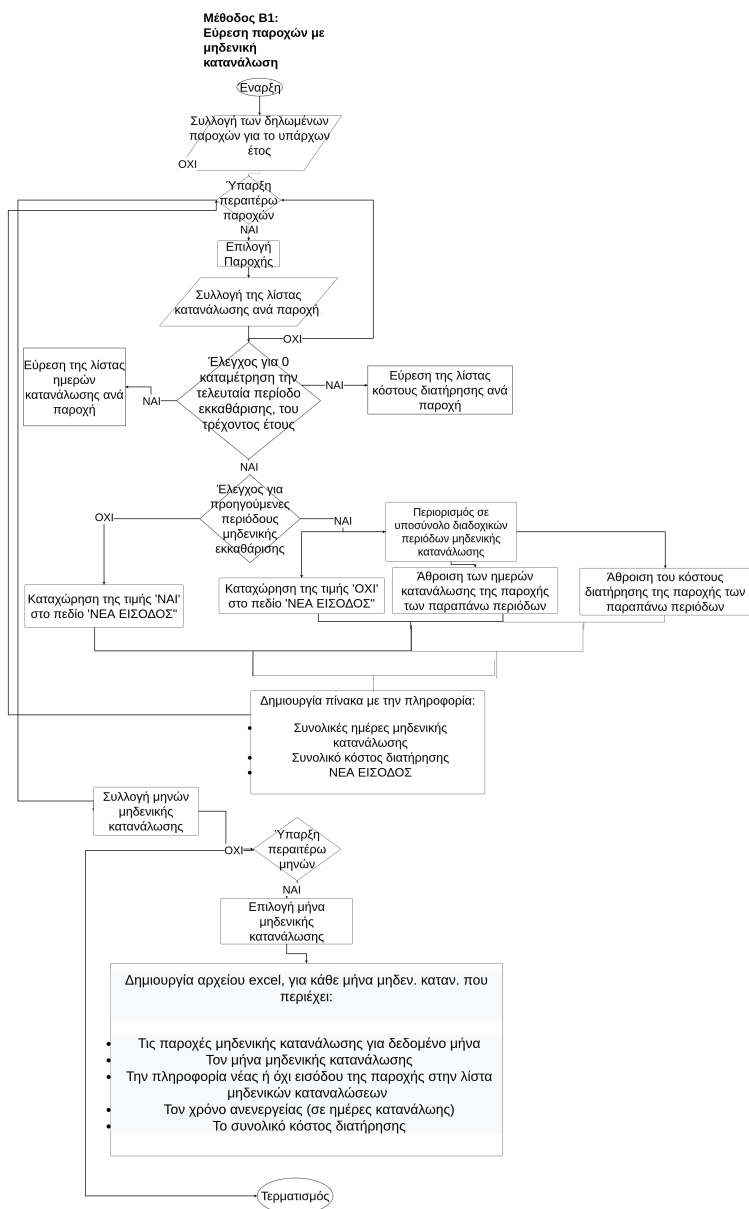 Μέθοδος Β1:
Εύρεση παροχών με
μηδενική
κατανάλωση
Έναρξη
Συλλογή των δηλωμένων
παροχών για το υπάρχων
έτος
ΟΧΙ
Ύπαρξη
περαιτέρω
παροχών
ΝΑΙ
Επιλογή
Παροχής
Συλλογή της λίστας
κατανάλωσης ανά παροχή
ΟΧΙ
Έλεγχος για 0
καταμέτρηση την
τελευταία περίοδο
εκκαθάρισης, του
τρέχοντος έτους
Εύρεση της λίστας
ημερών
κατανάλωσης ανά
παροχή
ΝΑΙ
ΝΑΙ
Εύρεση της λίστας
κόστους διατήρησης ανά
παροχή
ΝΑΙ
Έλεγχος για
προηγούμενες
περιόδους
μηδενικής
εκκαθάρισης
ΟΧΙ
ΝΑΙ
Περιορισμός σε
υποσύνολο διαδοχικών
περιόδων μηδενικής
κατανάλωσης
Καταχώρηση της τιμής 'ΝΑΙ'
στο πεδίο 'ΝΕΑ ΕΙΣΟΔΟΣ"
Καταχώρηση της τιμής 'ΟΧΙ'
στο πεδίο 'ΝΕΑ ΕΙΣΟΔΟΣ"
Άθροιση των ημερών
κατανάλωσης της παροχής
των παραπάνω περιόδων
Άθροιση του κόστους
διατήρησης της παροχής των
παραπάνω περιόδων
Δημιουργία πίνακα με την πληροφορία:
Συνολικές ημέρες μηδενικής
κατανάλωσης
Συνολικό κόστος διατήρησης
ΝΕΑ ΕΙΣΟΔΟΣ
Συλλογή μηνών
μηδενικής
κατανάλωσης
ΟΧΙ
Ύπαρξη
περαιτέρω
μηνών
ΝΑΙ
Επιλογή μήνα
μηδενικής
κατανάλωσης
Δημιουργία αρχείου excel, για κάθε μήνα μηδεν. καταν. που
περιέχει:
Τις παροχές μηδενικής κατανάλωσης για δεδομένο μήνα
Τον μήνα μηδενικής κατανάλωσης
Την πληροφορία νέας ή όχι εισόδου της παροχής στην λίστα
μηδενικών καταναλώσεων
Τον χρόνο ανενεργείας (σε ημέρες κατανάλωης)
Το συνολικό κόστος διατήρησης
Τερματισμός